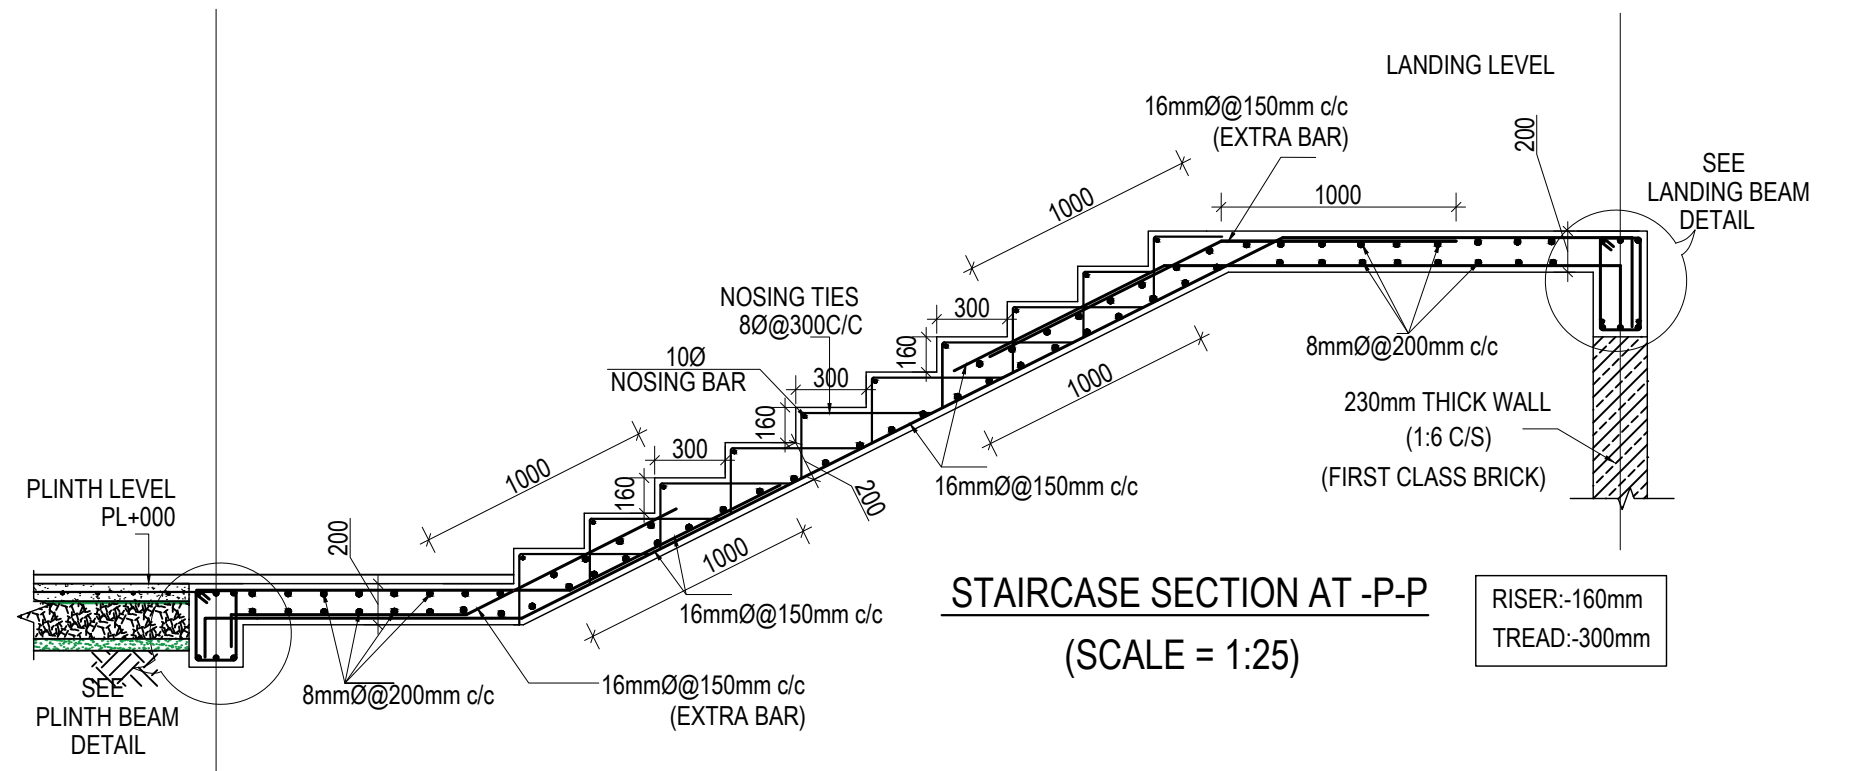 LANDING LEVEL
16mmØ@150mm c/c
(EXTRA BAR)
200
SEE
LANDING BEAM
DETAIL
1000
1000
NOSING TIES
8Ø@300C/C
300
160
8mmØ@200mm c/c
10Ø
NOSING BAR
300
160
1000
230mm THICK WALL
(1:6 C/S)
(FIRST CLASS BRICK)
300
160
1000
200
16mmØ@150mm c/c
PLINTH LEVEL
PL+000
200
1000
16mmØ@150mm c/c
STAIRCASE SECTION AT -P-P
(SCALE = 1:25)
RISER:-160mm
TREAD:-300mm
SEE
PLINTH BEAM
DETAIL
8mmØ@200mm c/c
16mmØ@150mm c/c
(EXTRA BAR)